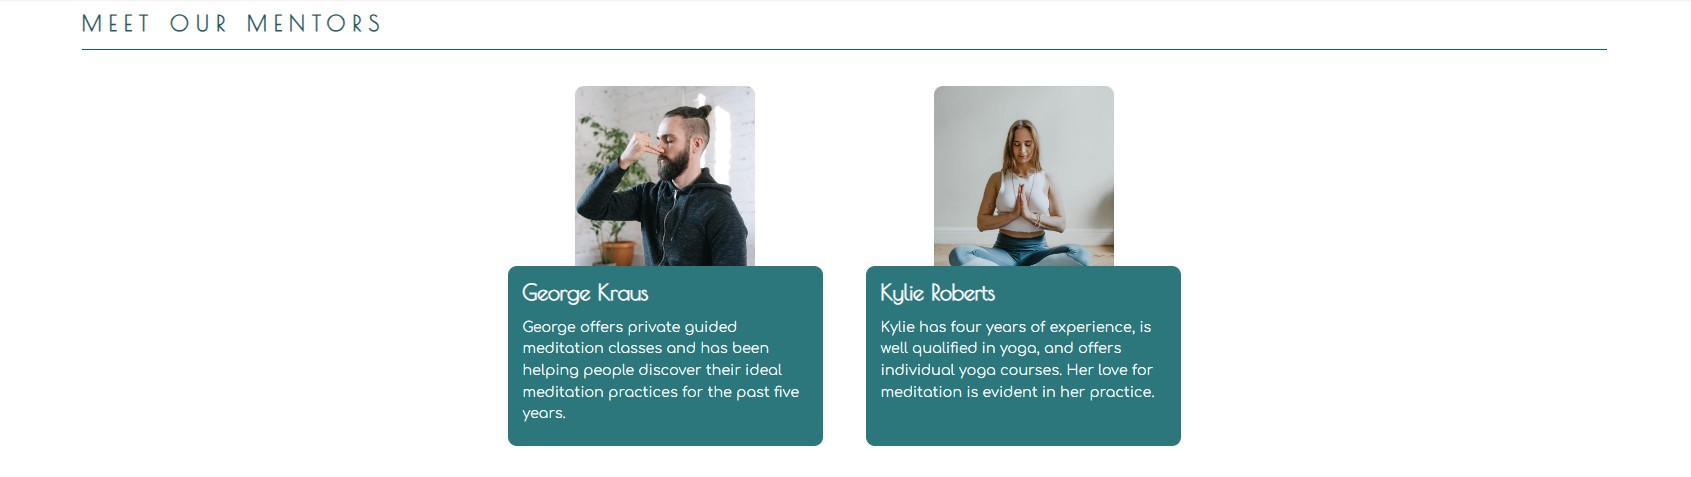 MEET OUR MENTORS
George Kraus
George offers private guided
meditation classes and has been
helping people discover their ideal
meditation practices for the past five
years.
Kylie Roberts
Kylie has four years of experience, is
well qualified in yoga, and offers
individual yoga courses. Her love for
meditation is evident in her practice.